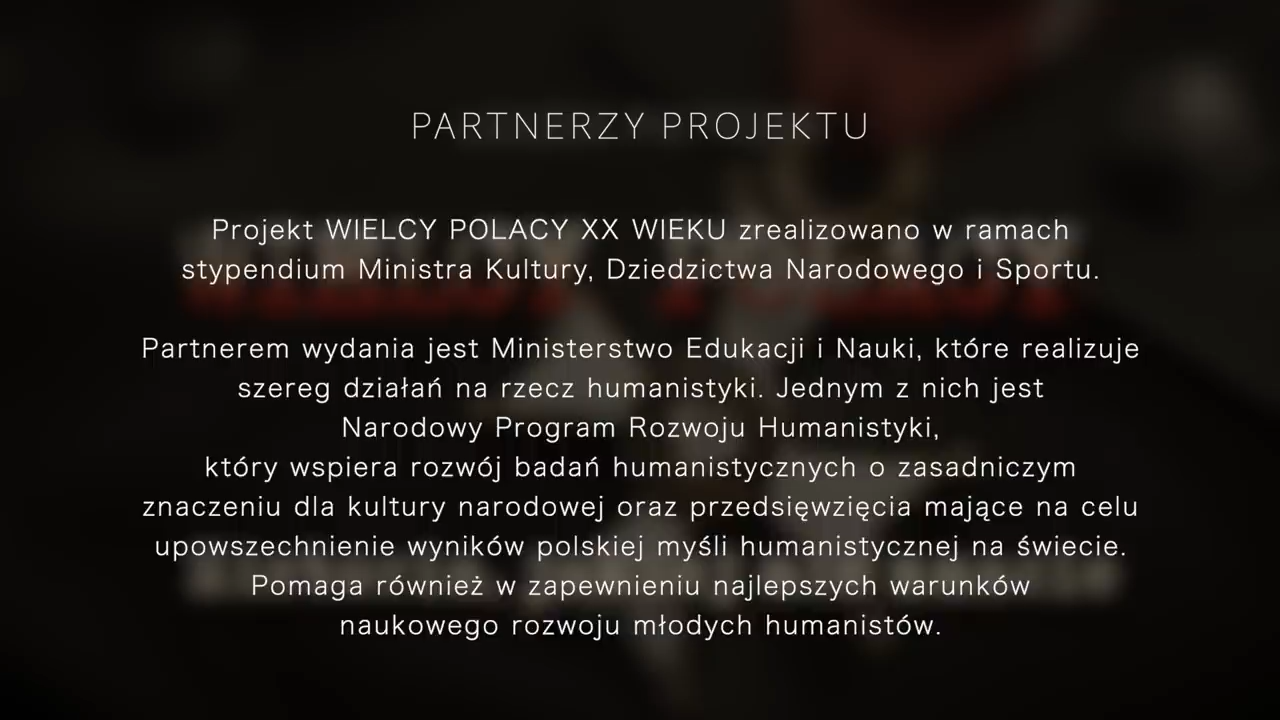 PARTNERZY PROJEKTU
Projekt WIELCY POLACY XX WIEKU zrealizowano w ramach
stypendium Ministra Kultury, Dziedzictwa Narodowego i Sportu.
Partnerem wydania jest Ministerstwo Edukacji i Nauki, które realizuje
szereg działań na rzecz humanistyki. Jednym z nich jest
Narodowy Program Rozwoju Humanistyki,
który wspiera rozwój badań humanistycznych o zasadniczym
znaczeniu dla kultury narodowej oraz przedsięwzięcia mające na celu
upowszechnienie wyników polskiej myśli humanistycznej na świecie.
Pomaga również w zapewnieniu najlepszych warunków
naukowego rozwoju młodych humanistów.